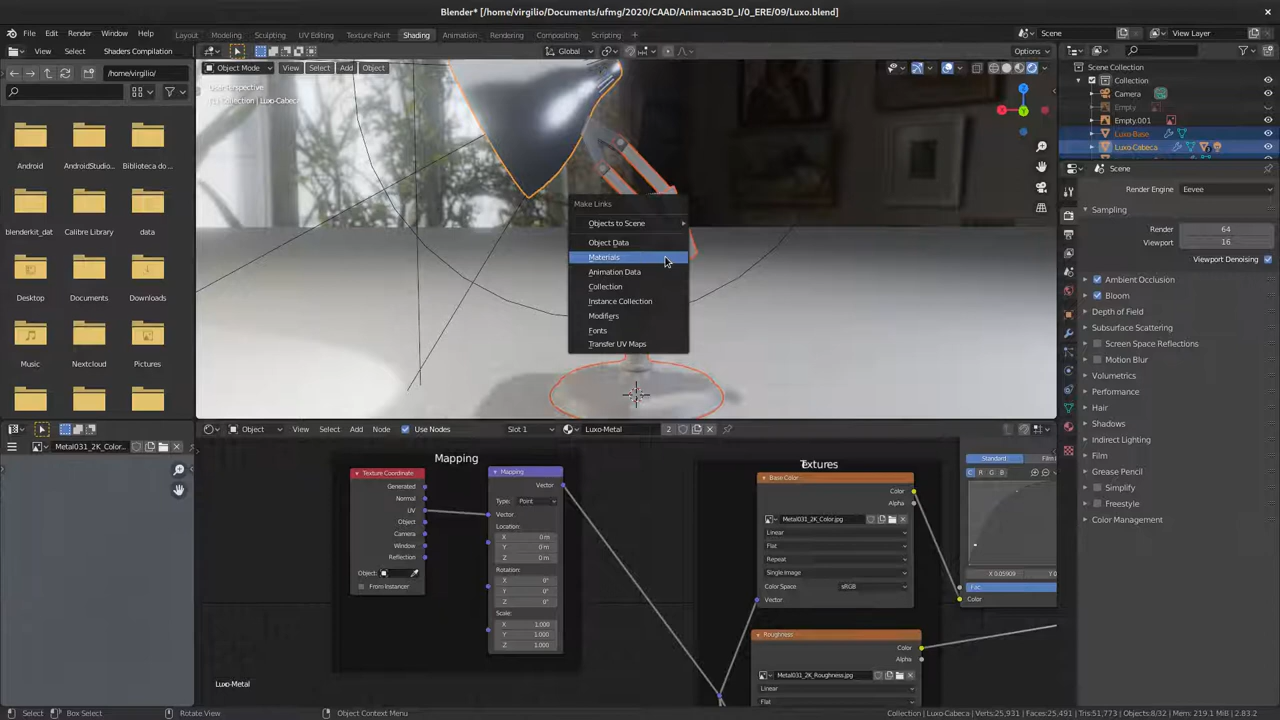 Blender* [/home/virgilio/Documents/ufmg/2020/CAAD/Animacao3D_I/0_ERE/09/Luxo.blend]
File Edit Render Window Help Layout Modeling Sculpting UV Editing Texture Paint Shading Animation Rendering Compositing Scripting + Scene View Layer
View Select Shaders Compilation Global Options
/home/virgilio/ Object Mode View Select Add Object
Scene Collection
Collection
Camera
Empty
Empty.001
Luxo-Base
Luxo-Cabeca
User Perspective
(1) Collection | Luxo-Cabeca
Android AndroidStudio... Biblioteca do ...
blenderkit_dat Calibre Library data
Desktop Documents Downloads
Music Nextcloud Pictures
Make Links
Objects to Scene
Object Data
Materials
Animation Data
Collection
Instance Collection
Modifiers
Fonts
Transfer UV Maps
Scene
Render Engine Eevee
Sampling
Render 64
Viewport 16
Viewport Denoising
Ambient Occlusion
Bloom
Depth of Field
Subsurface Scattering
Screen Space Reflections
Motion Blur
Volumetrics
Performance
Hair
Shadows
Indirect Lighting
Film
Grease Pencil
Simplify
Freestyle
Color Management
Metal031_2K_Color...
Object View Select Add Node Use Nodes Slot 1 Luxo-Metal 2
Mapping
Texture Coordinate
Generated
Normal
UV
Object
Camera
Window
Reflection
Object:
From Instancer
Mapping
Vector
Type: Point
Vector:
Location:
X 0 m
Y 0 m
Z 0 m
Rotation:
X 0°
Y 0°
Z 0°
Scale:
X 1.000
Y 1.000
Z 1.000
Textures
Base Color
Color
Alpha
Metal031_2K_Color.jpg
Linear
Flat
Repeat
Single Image
Color Space sRGB
Vector
Roughness
Color
Alpha
Metal031_2K_Roughness.jpg
Linear
Flat
Standard Film
C R G B
X 0.05909
Fac
Color
Luxo-Metal
Select Box Select Rotate View Object Context Menu Collection | Luxo-Cabeca | Verts:25,931 | Faces:25,491 | Tris:51,773 | Objects:8/32 | Mem: 219.1 MiB | 2.83.2